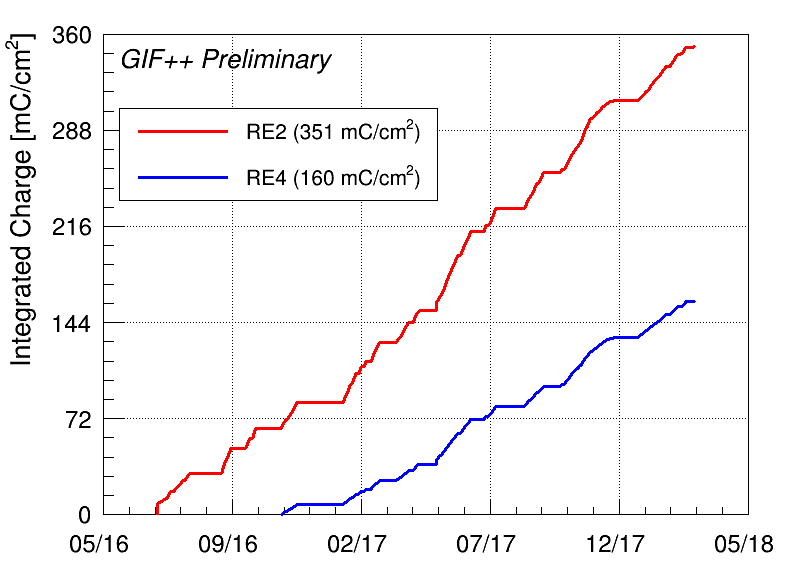 Integrated Charge [mC/cm²]
360
288
216
144
72
0
GIF++ Preliminary
RE2 (351 mC/cm²)
RE4 (160 mC/cm²)
05/16 09/16 02/17 07/17 12/17 05/18